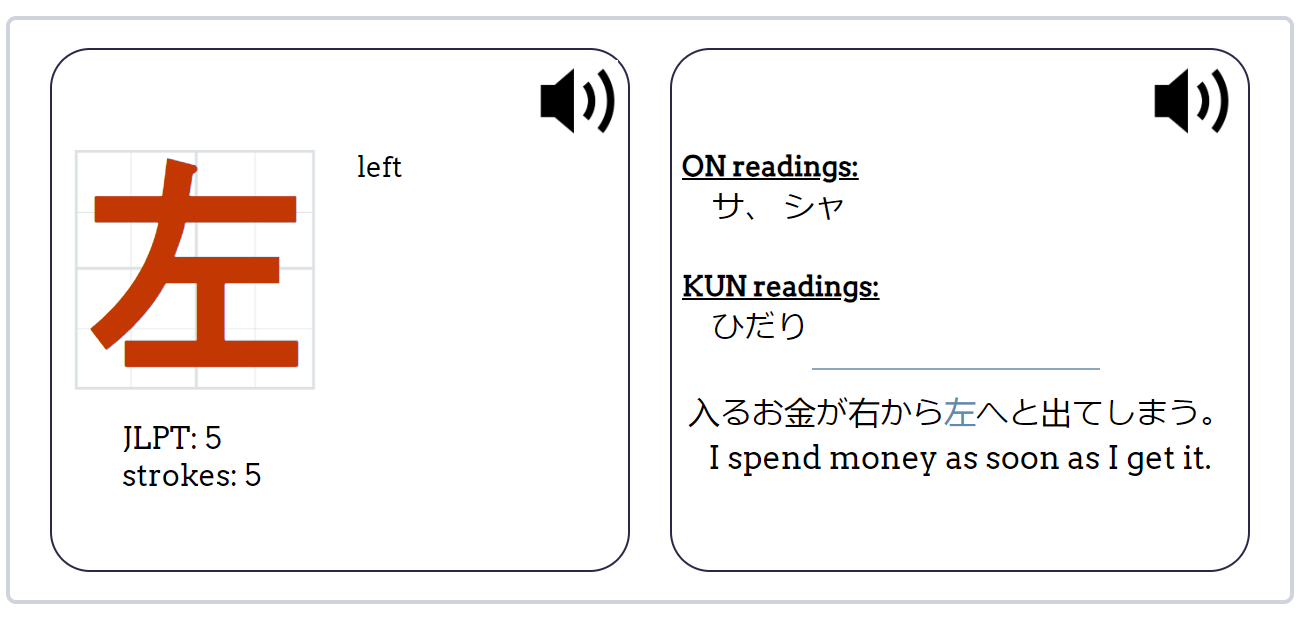 左
left
JLPT: 5
strokes: 5
ON readings:
サ、 シャ
KUN readings:
ひだり
入るお金が右から左へと出てしまう。
I spend money as soon as I get it.